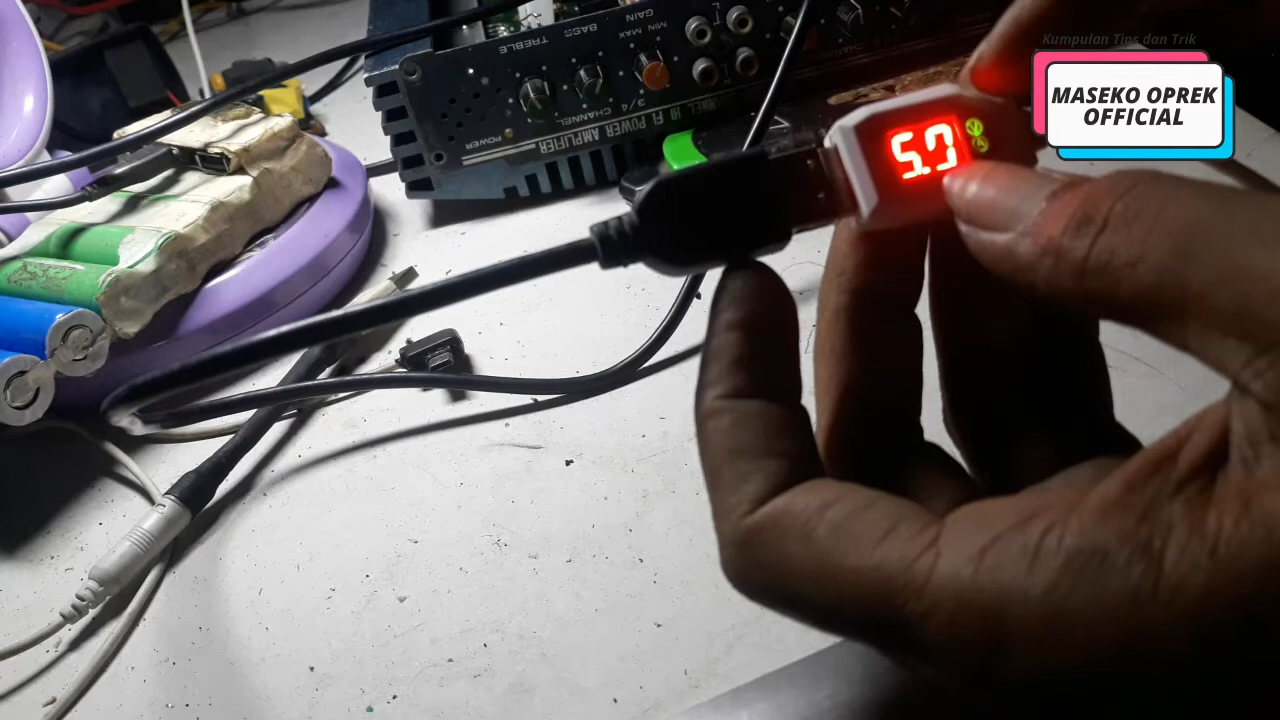 Kumpulan Tips dan Trik
MASEKO OPREK
OFFICIAL
GAIN
BASS
TREBLE
MIN MAX
3/4 CHANNEL
POWER
NNEL HI FI POWER AMPLIFIER
5.0
V
A